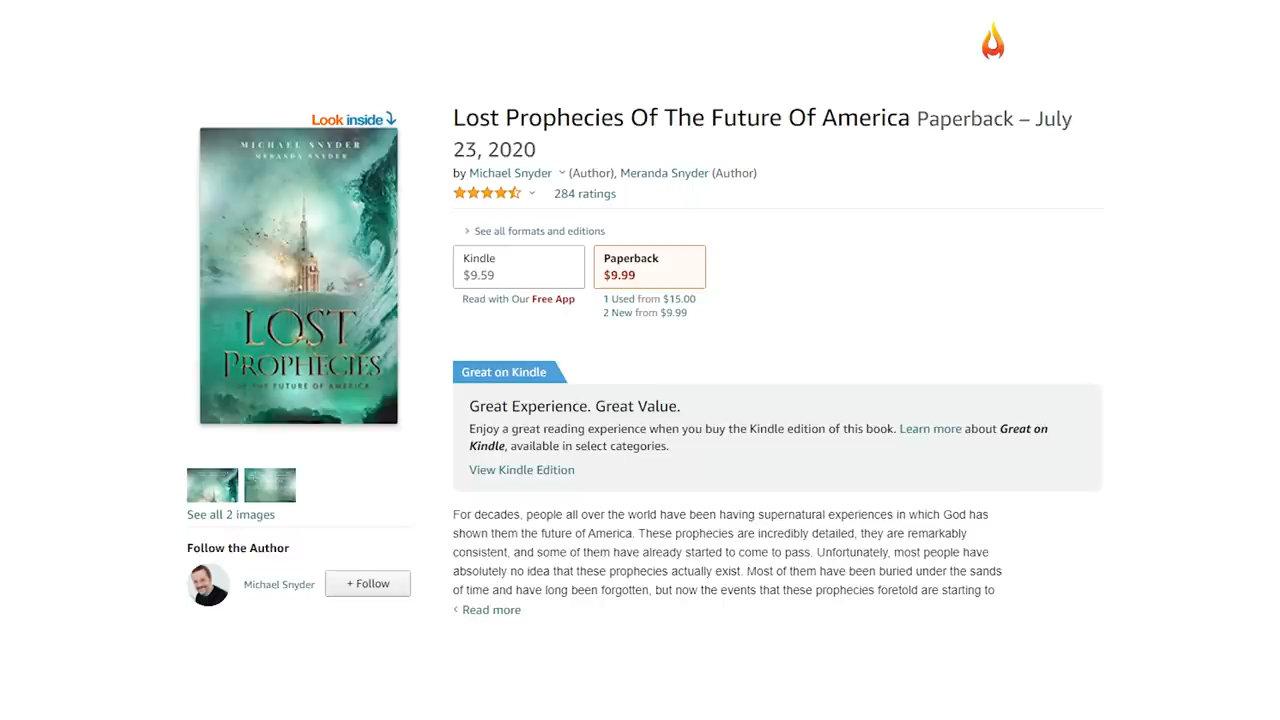 Look inside
MICHAEL SNYDER
MERANDA SNYDER
LOST
PROPHECIES
OF THE FUTURE OF AMERICA
See all 2 images
Follow the Author
Michael Snyder
+ Follow
Lost Prophecies Of The Future Of America Paperback – July
23, 2020
by Michael Snyder (Author), Meranda Snyder (Author)
284 ratings
› See all formats and editions
Kindle
$9.59
Paperback
$9.99
Read with Our Free App
1 Used from $15.00
2 New from $9.99
Great on Kindle
Great Experience. Great Value.
Enjoy a great reading experience when you buy the Kindle edition of this book. Learn more about Great on
Kindle, available in select categories.
View Kindle Edition
For decades, people all over the world have been having supernatural experiences in which God has
shown them the future of America. These prophecies are incredibly detailed, they are remarkably
consistent, and some of them have already started to come to pass. Unfortunately, most people have
absolutely no idea that these prophecies actually exist. Most of them have been buried under the sands
of time and have long been forgotten, but now the events that these prophecies foretold are starting to
‹ Read more